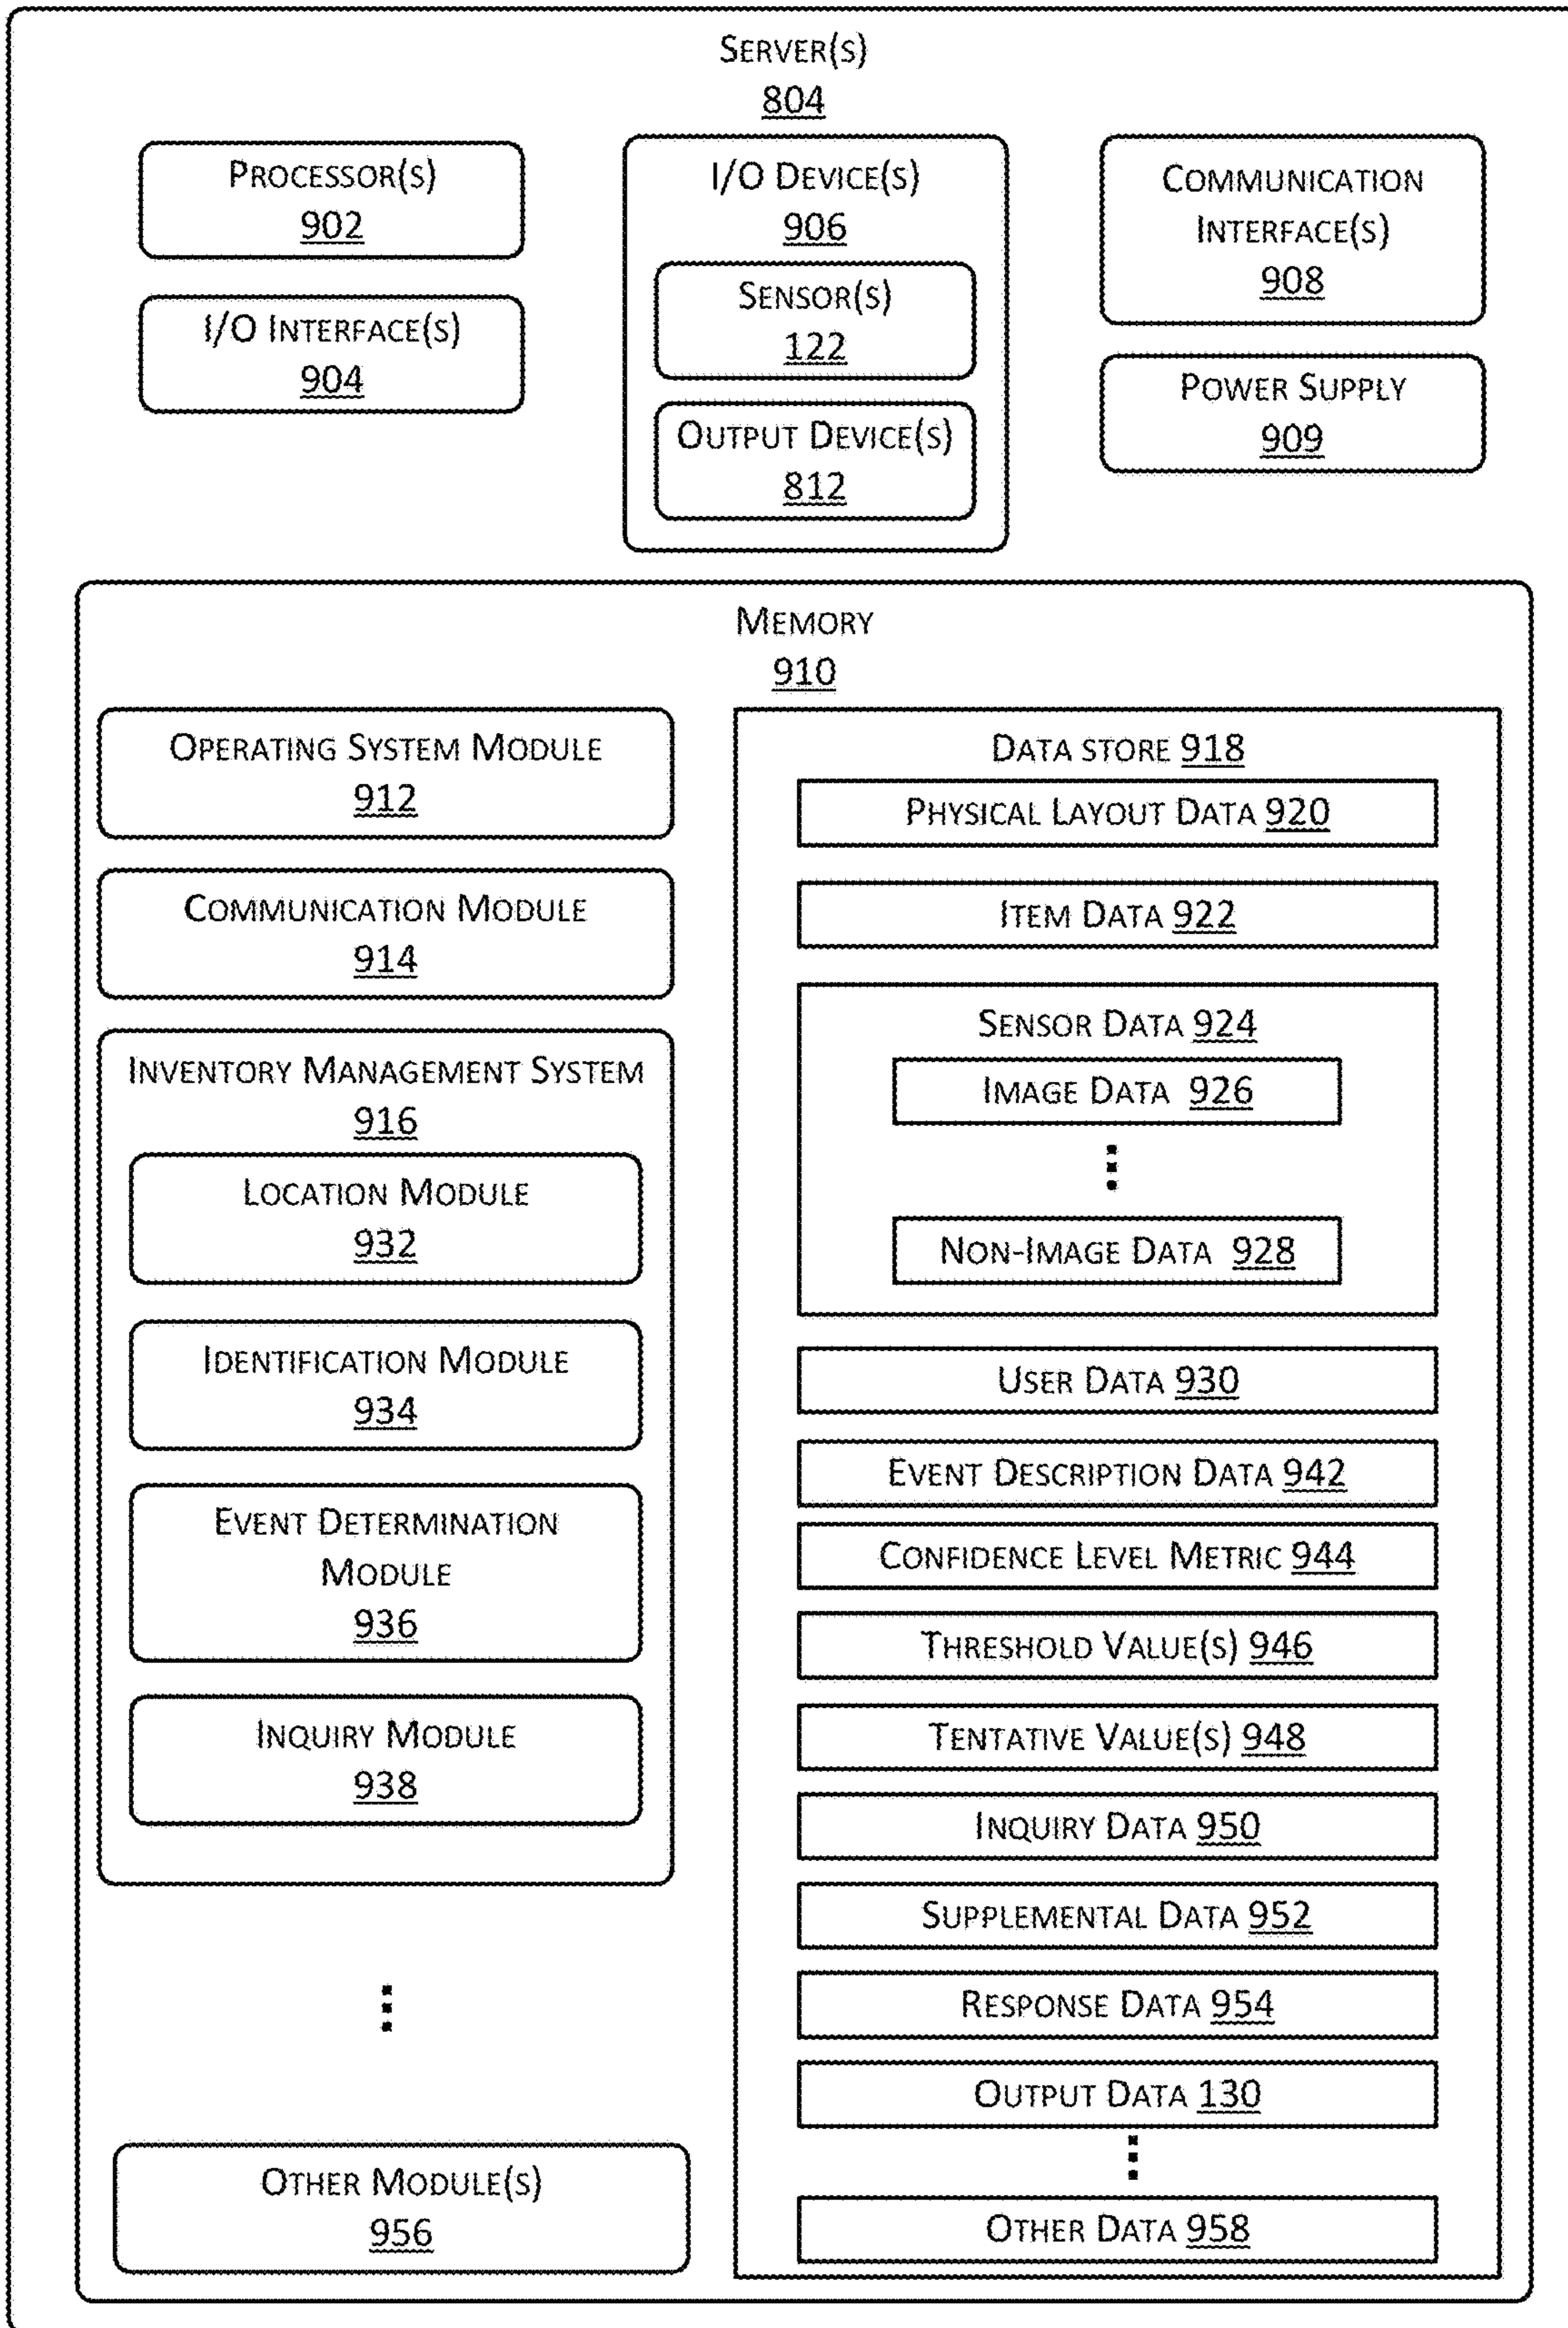 SERVER(S)
804
PROCESSOR(S)
902
I/O INTERFACE(S)
904
I/O DEVICE(S)
906
SENSOR(S)
122
OUTPUT DEVICE(S)
812
COMMUNICATION
INTERFACE(S)
908
POWER SUPPLY
909
MEMORY
910
OPERATING SYSTEM MODULE
912
COMMUNICATION MODULE
914
INVENTORY MANAGEMENT SYSTEM
916
LOCATION MODULE
932
IDENTIFICATION MODULE
934
EVENT DETERMINATION
MODULE
936
INQUIRY MODULE
938
OTHER MODULE(S)
956
DATA STORE 918
PHYSICAL LAYOUT DATA 920
ITEM DATA 922
SENSOR DATA 924
IMAGE DATA 926
NON-IMAGE DATA 928
USER DATA 930
EVENT DESCRIPTION DATA 942
CONFIDENCE LEVEL METRIC 944
THRESHOLD VALUE(S) 946
TENTATIVE VALUE(S) 948
INQUIRY DATA 950
SUPPLEMENTAL DATA 952
RESPONSE DATA 954
OUTPUT DATA 130
OTHER DATA 958